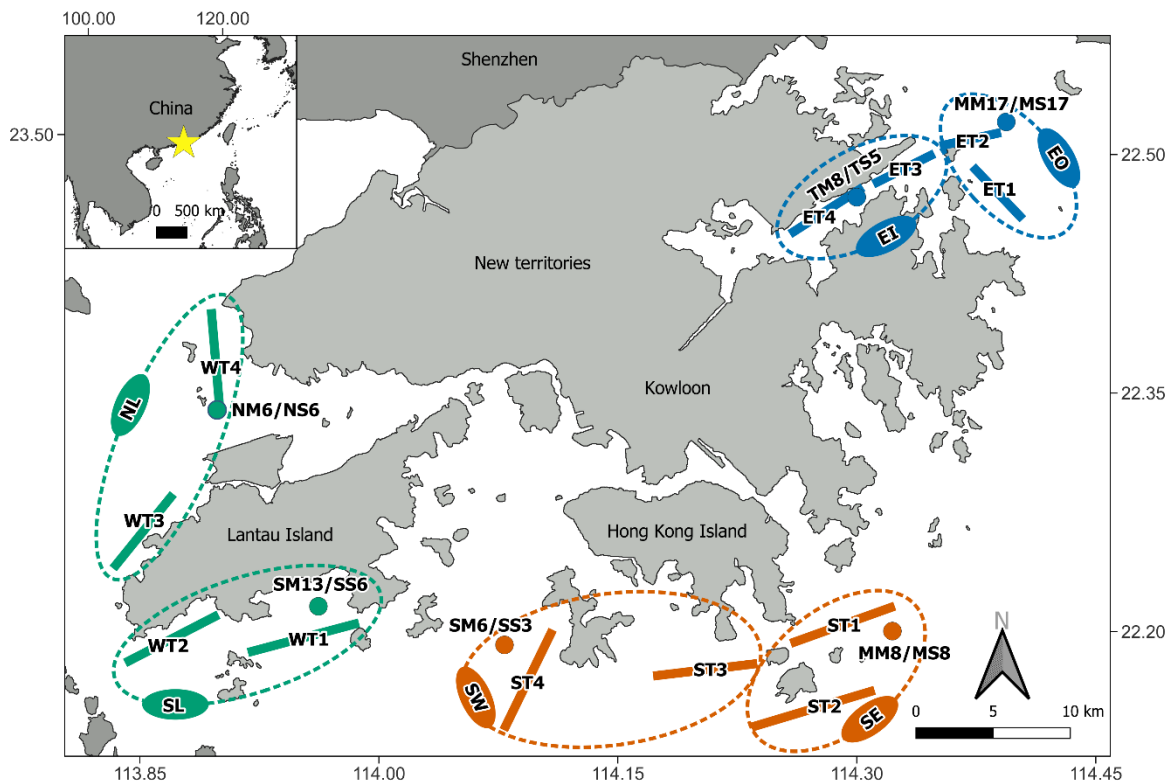 100.00
120.00
China
0 500 km
23.50
Shenzhen
MM17/MS17
ET2
EO
22.50
TM8/TS5
ET3
ET1
ET4
EI
New territories
WT4
NL
NM6/NS6
Kowloon
22.35
WT3
Lantau Island
Hong Kong Island
SM13/SS6
WT2
WT1
SM6/SS3
ST1
MM8/MS8
22.20
N
ST3
ST4
SW
SL
ST2
SE
0 5 10 km
113.85
114.00
114.15
114.30
114.45